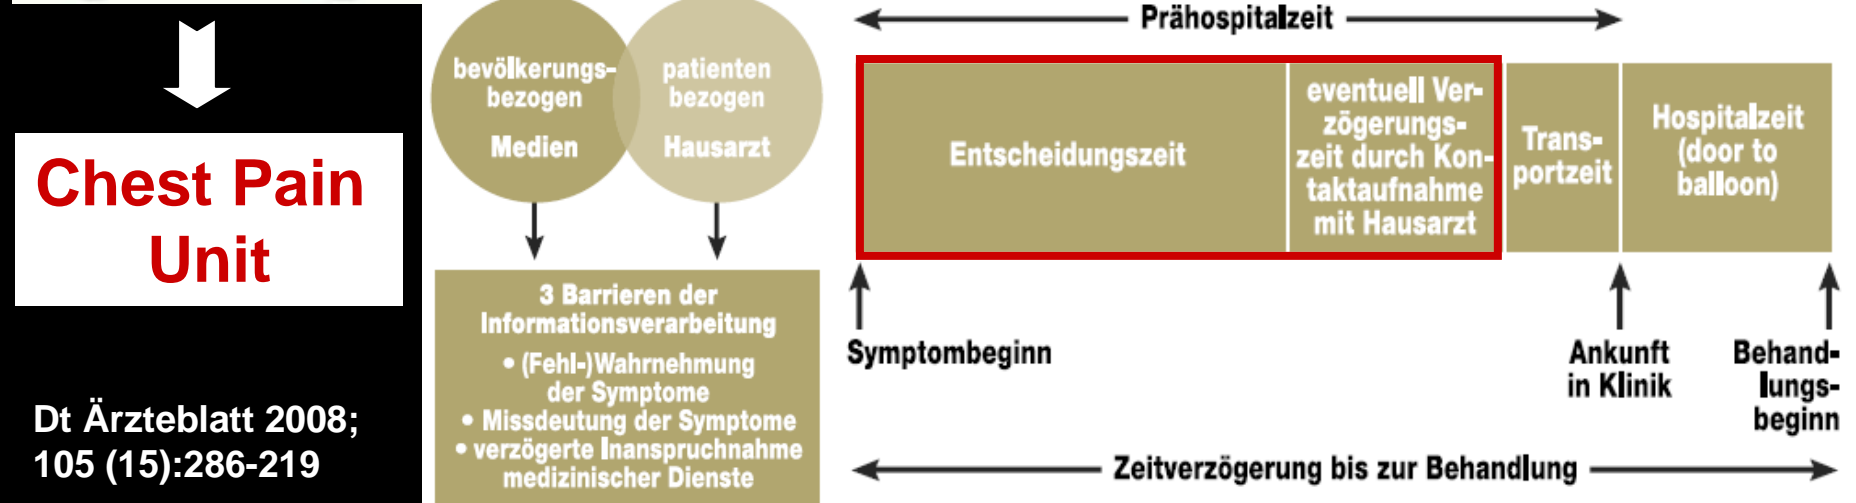 Chest Pain
Unit
Dt Ärzteblatt 2008;
105 (15):286-219
bevölkerungs-
bezogen
Medien
patienten
bezogen
Hausarzt
3 Barrieren der
Informationsverarbeitung
• (Fehl-)Wahrnehmung
der Symptome
• Missdeutung der Symptome
• verzögerte Inanspruchnahme
medizinischer Dienste
Prähospitalzeit
Entscheidungszeit
eventuell Ver-
zögerungs-
zeit durch Kon-
taktaufnahme
mit Hausarzt
Trans-
portzeit
Hospitalzeit
(door to
balloon)
Symptombeginn
Ankunft
in Klinik
Behand-
lungs-
beginn
Zeitverzögerung bis zur Behandlung